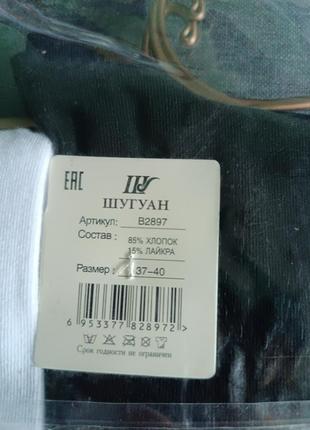 EAC
ШУГУАН
Артикул: B2897
Состав : 85% ХЛОПОК
15% ЛАЙКРА
Размер : 37-40
6 953377 828972 >
Срок годности не ограничен